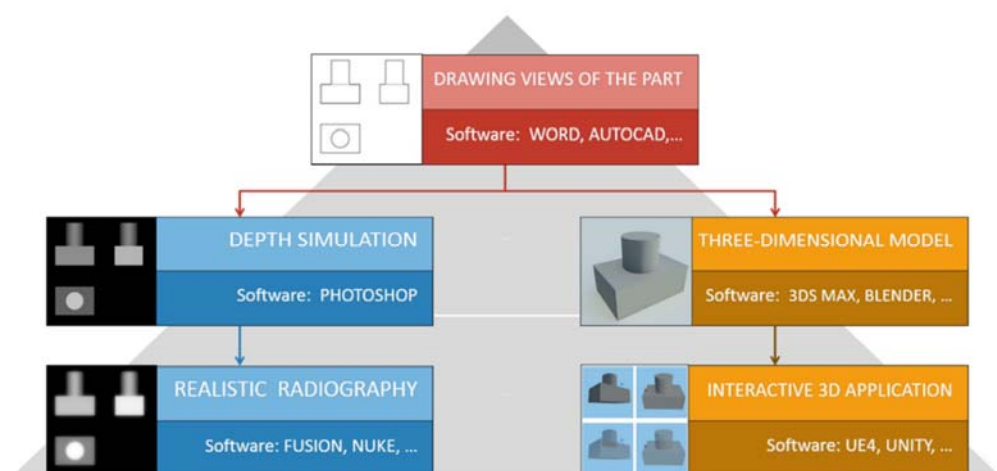 DRAWING VIEWS OF THE PART
Software: WORD, AUTOCAD,...
DEPTH SIMULATION
Software: PHOTOSHOP
THREE-DIMENSIONAL MODEL
Software: 3DS MAX, BLENDER, ...
REALISTIC RADIOGRAPHY
Software: FUSION, NUKE, ...
INTERACTIVE 3D APPLICATION
Software: UE4, UNITY, ...